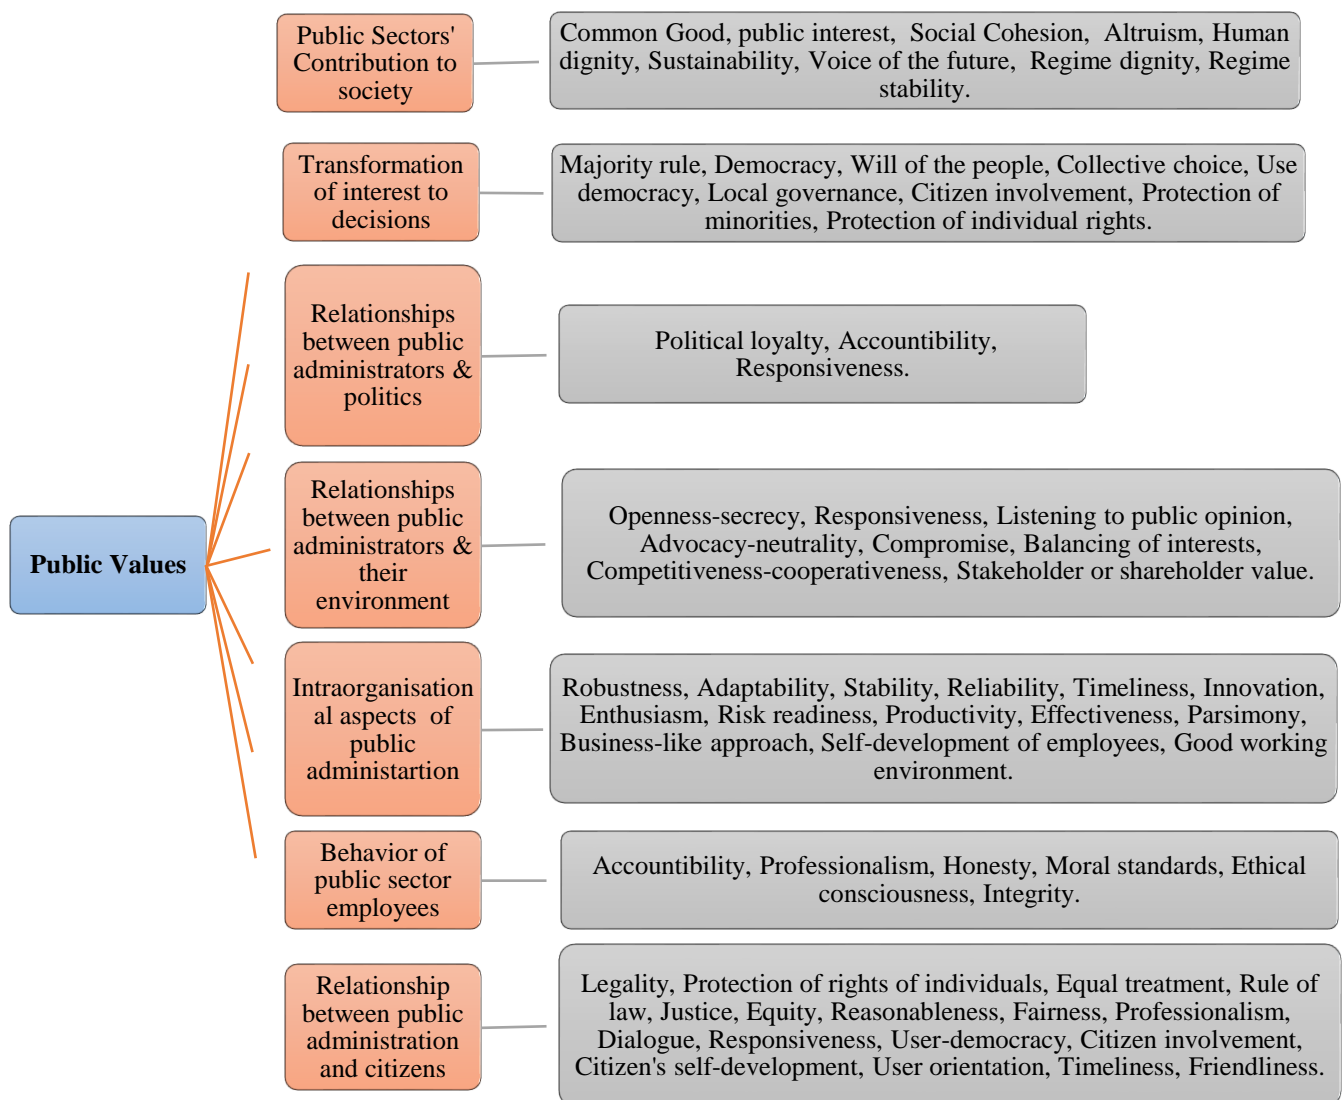 Public Sectors'
Contribution to
society
Common Good, public interest, Social Cohesion, Altruism, Human
dignity, Sustainability, Voice of the future, Regime dignity, Regime
stability.
Transformation
of interest to
decisions
Majority rule, Democracy, Will of the people, Collective choice, Use
democracy, Local governance, Citizen involvement, Protection of
minorities, Protection of individual rights.
Relationships
between public
administrators &
politics
Political loyalty, Accountibility,
Responsiveness.
Public Values
Relationships
between public
administrators &
their
environment
Openness-secrecy, Responsiveness, Listening to public opinion,
Advocacy-neutrality, Compromise, Balancing of interests,
Competitiveness-cooperativeness, Stakeholder or shareholder value.
Intraorganisation
al aspects of
public
administartion
Robustness, Adaptability, Stability, Reliability, Timeliness, Innovation,
Enthusiasm, Risk readiness, Productivity, Effectiveness, Parsimony,
Business-like approach, Self-development of employees, Good working
environment.
Behavior of
public sector
employees
Accountibility, Professionalism, Honesty, Moral standards, Ethical
consciousness, Integrity.
Relationship
between public
administration
and citizens
Legality, Protection of rights of individuals, Equal treatment, Rule of
law, Justice, Equity, Reasonableness, Fairness, Professionalism,
Dialogue, Responsiveness, User-democracy, Citizen involvement,
Citizen's self-development, User orientation, Timeliness, Friendliness.